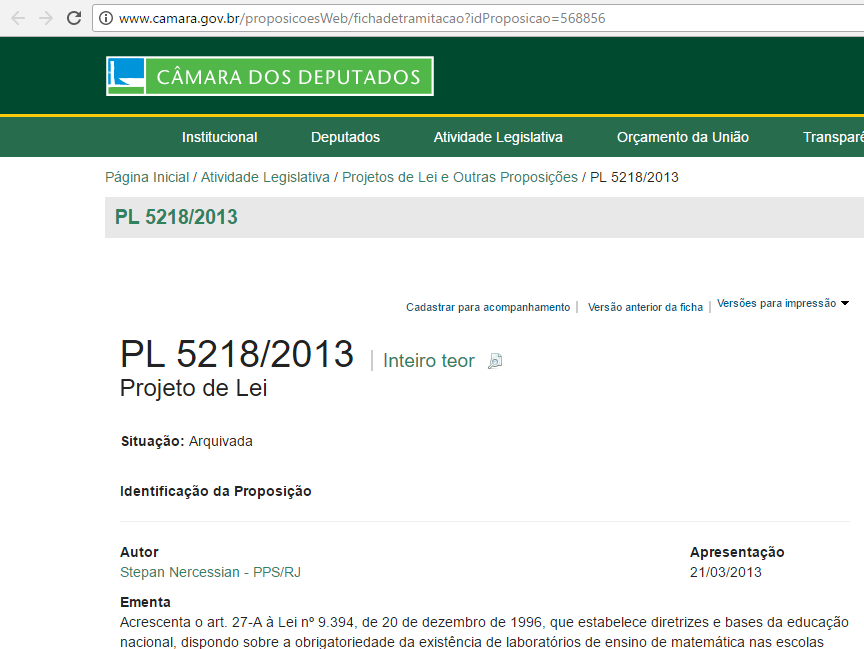 www.camara.gov.br/proposicoesWeb/fichadetramitacao?idProposicao=568856
CÂMARA DOS DEPUTADOS
Institucional Deputados Atividade Legislativa Orçamento da União Transparê
Página Inicial / Atividade Legislativa / Projetos de Lei e Outras Proposições / PL 5218/2013
PL 5218/2013
Cadastrar para acompanhamento | Versão anterior da ficha | Versões para impressão
PL 5218/2013 | Inteiro teor
Projeto de Lei
Situação: Arquivada
Identificação da Proposição
Autor Apresentação
Stepan Nercessian - PPS/RJ 21/03/2013
Ementa
Acrescenta o art. 27-A à Lei nº 9.394, de 20 de dezembro de 1996, que estabelece diretrizes e bases da educação
nacional, dispondo sobre a obrigatoriedade da existência de laboratórios de ensino de matemática nas escolas